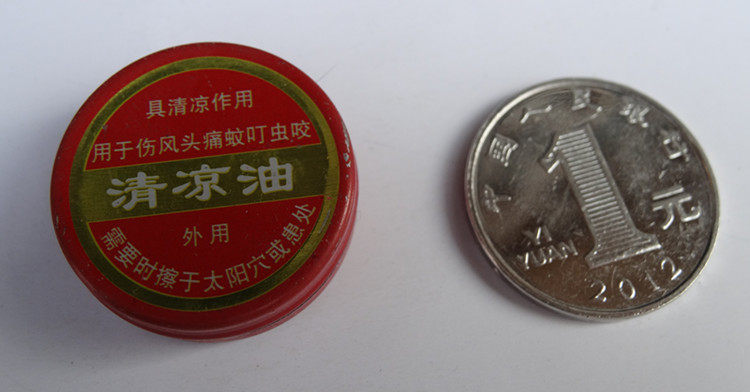 具清凉作用
用于伤风头痛蚊叮虫咬
清凉油
外用
需要时擦于太阳穴或患处
中国人民银行
1元
YI
YUAN
2012